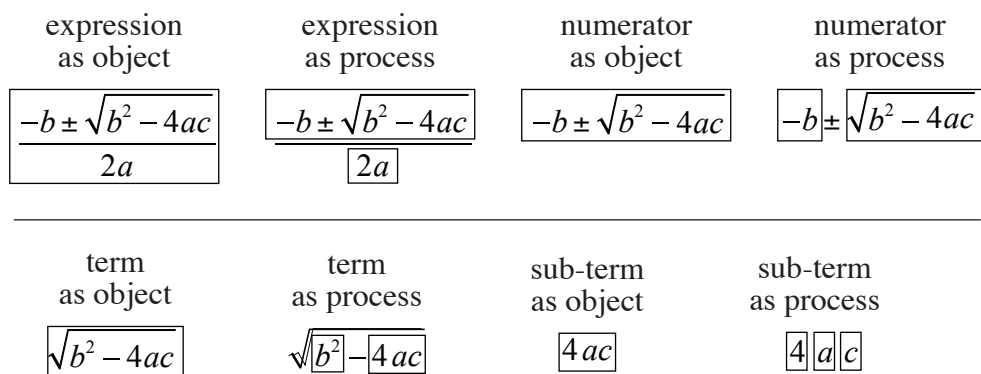 expression expression numerator numerator
as object as process as object as process
−b ± √(b² − 4ac) / 2a −b ± √(b² − 4ac) / 2a −b ± √(b² − 4ac) −b ± √(b² − 4ac)
term term sub-term sub-term
as object as process as object as process
√(b² − 4ac) √(b² − 4ac) 4ac 4 a c